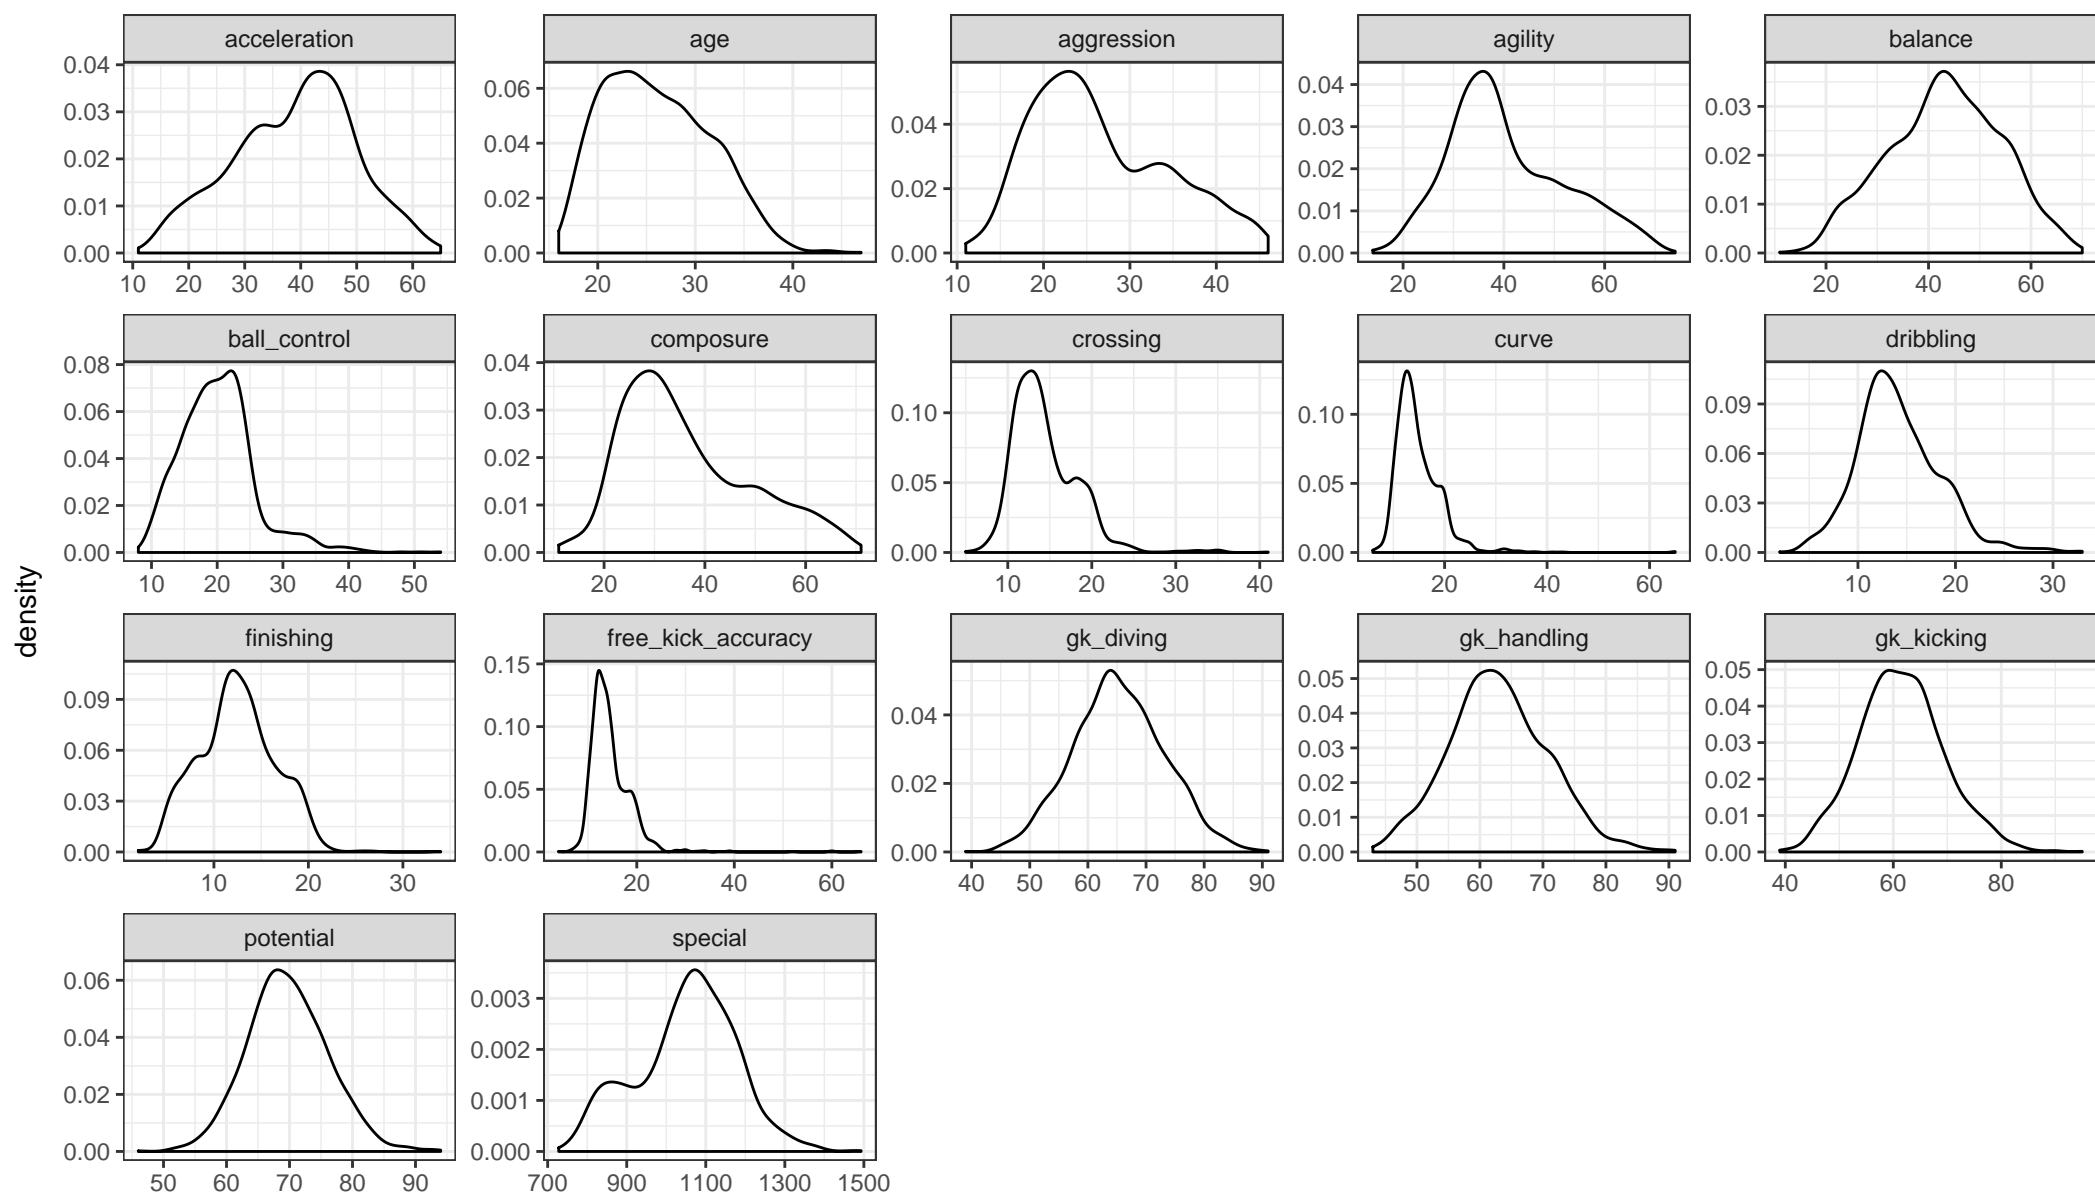 acceleration age aggression agility balance
0.04 0.03 0.02 0.01 0.00
0.06 0.04 0.02 0.00
0.04 0.02 0.00
0.04 0.03 0.02 0.01 0.00
0.03 0.02 0.01 0.00
10 20 30 40 50 60
20 30 40
10 20 30 40
20 40 60
20 40 60
ball_control composure crossing curve dribbling
0.08 0.06 0.04 0.02 0.00
0.04 0.03 0.02 0.01 0.00
0.10 0.05 0.00
0.10 0.05 0.00
0.09 0.06 0.03 0.00
10 20 30 40 50
20 40 60
10 20 30 40
20 40 60
10 20 30
density
finishing free_kick_accuracy gk_diving gk_handling gk_kicking
0.09 0.06 0.03 0.00
0.15 0.10 0.05 0.00
0.04 0.02 0.00
0.05 0.04 0.03 0.02 0.01 0.00
0.05 0.04 0.03 0.02 0.01 0.00
10 20 30
20 40 60
40 50 60 70 80 90
50 60 70 80 90
40 60 80
potential special
0.06 0.04 0.02 0.00
0.003 0.002 0.001 0.000
50 60 70 80 90
700 900 1100 1300 1500